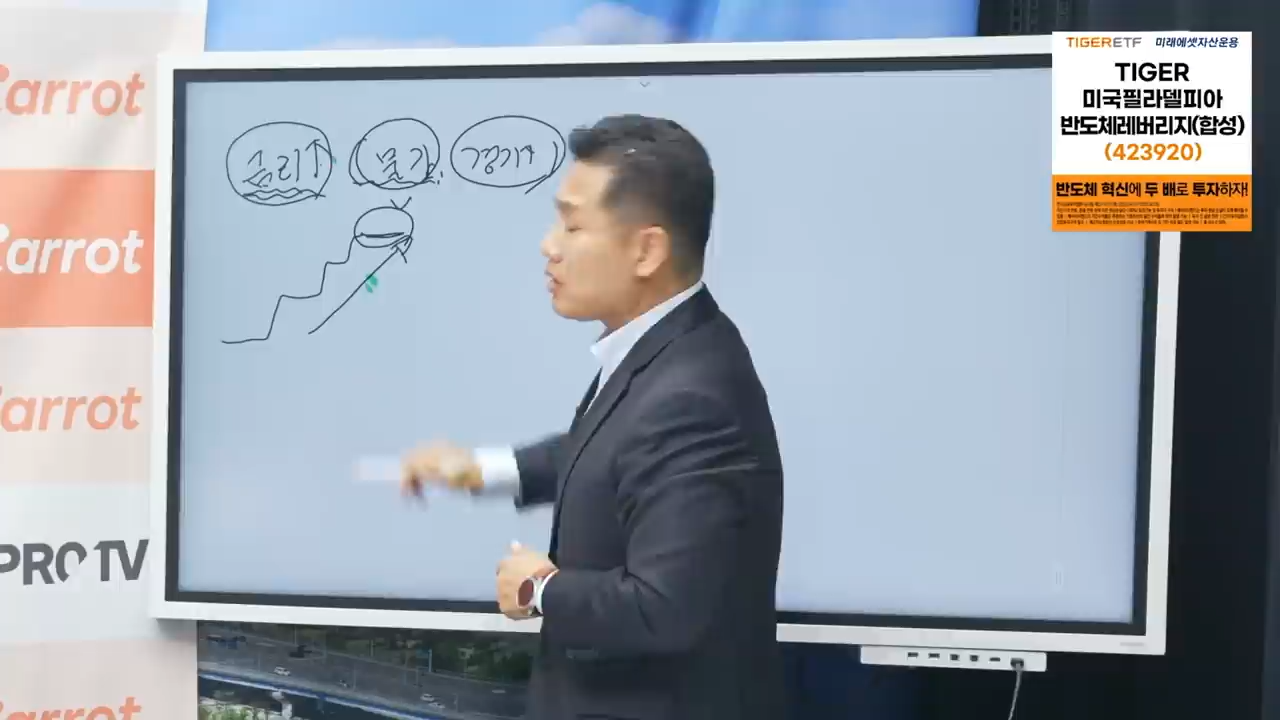 TIGERETF 미래에셋자산운용
TIGER
미국필라델피아
반도체레버리지(합성)
(423920)
반도체 혁신에 두 배로 투자하자!
금리↑ 물가, 경기↑
Carrot
Carrot
Carrot
PRO TV
Carrot